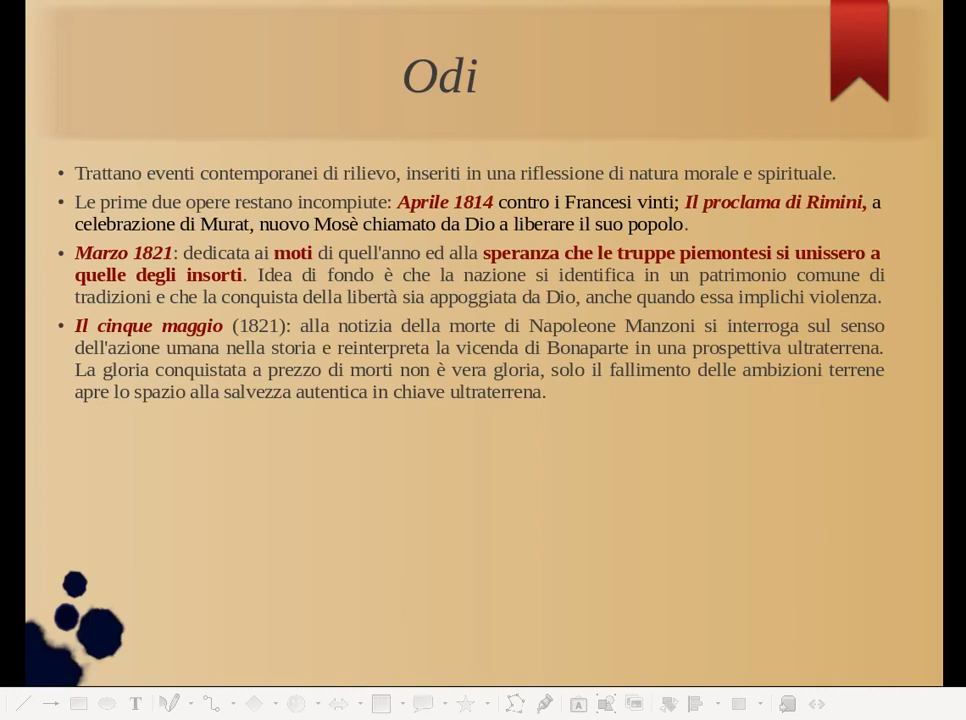 Odi
• Trattano eventi contemporanei di rilievo, inseriti in una riflessione di natura morale e spirituale.
• Le prime due opere restano incompiute: Aprile 1814 contro i Francesi vinti; Il proclama di Rimini, a
celebrazione di Murat, nuovo Mosè chiamato da Dio a liberare il suo popolo.
• Marzo 1821: dedicata ai moti di quell'anno ed alla speranza che le truppe piemontesi si unissero a
quelle degli insorti. Idea di fondo è che la nazione si identifica in un patrimonio comune di
tradizioni e che la conquista della libertà sia appoggiata da Dio, anche quando essa implichi violenza.
• Il cinque maggio (1821): alla notizia della morte di Napoleone Manzoni si interroga sul senso
dell'azione umana nella storia e reinterpreta la vicenda di Bonaparte in una prospettiva ultraterrena.
La gloria conquistata a prezzo di morti non è vera gloria, solo il fallimento delle ambizioni terrene
apre lo spazio alla salvezza autentica in chiave ultraterrena.